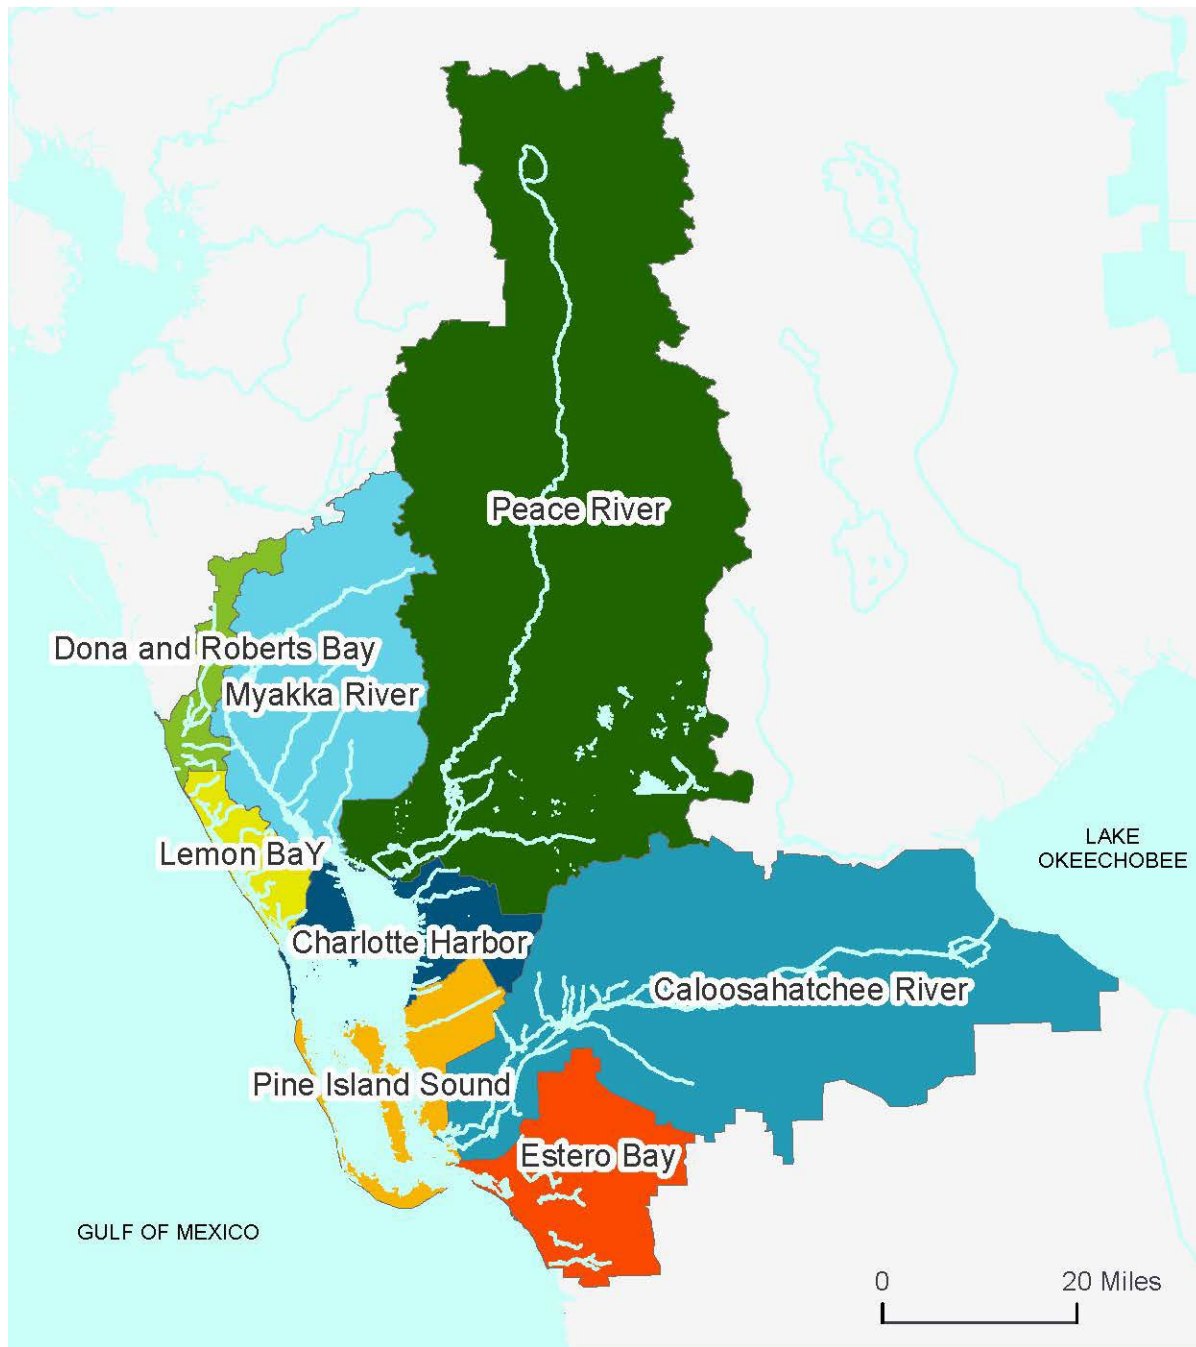 Peace River
Dona and Roberts Bay
Myakka River
LAKE
OKEECHOBEE
Lemon BaY
Charlotte Harbor
Caloosahatchee River
Pine Island Sound
Estero Bay
GULF OF MEXICO
0 20 Miles